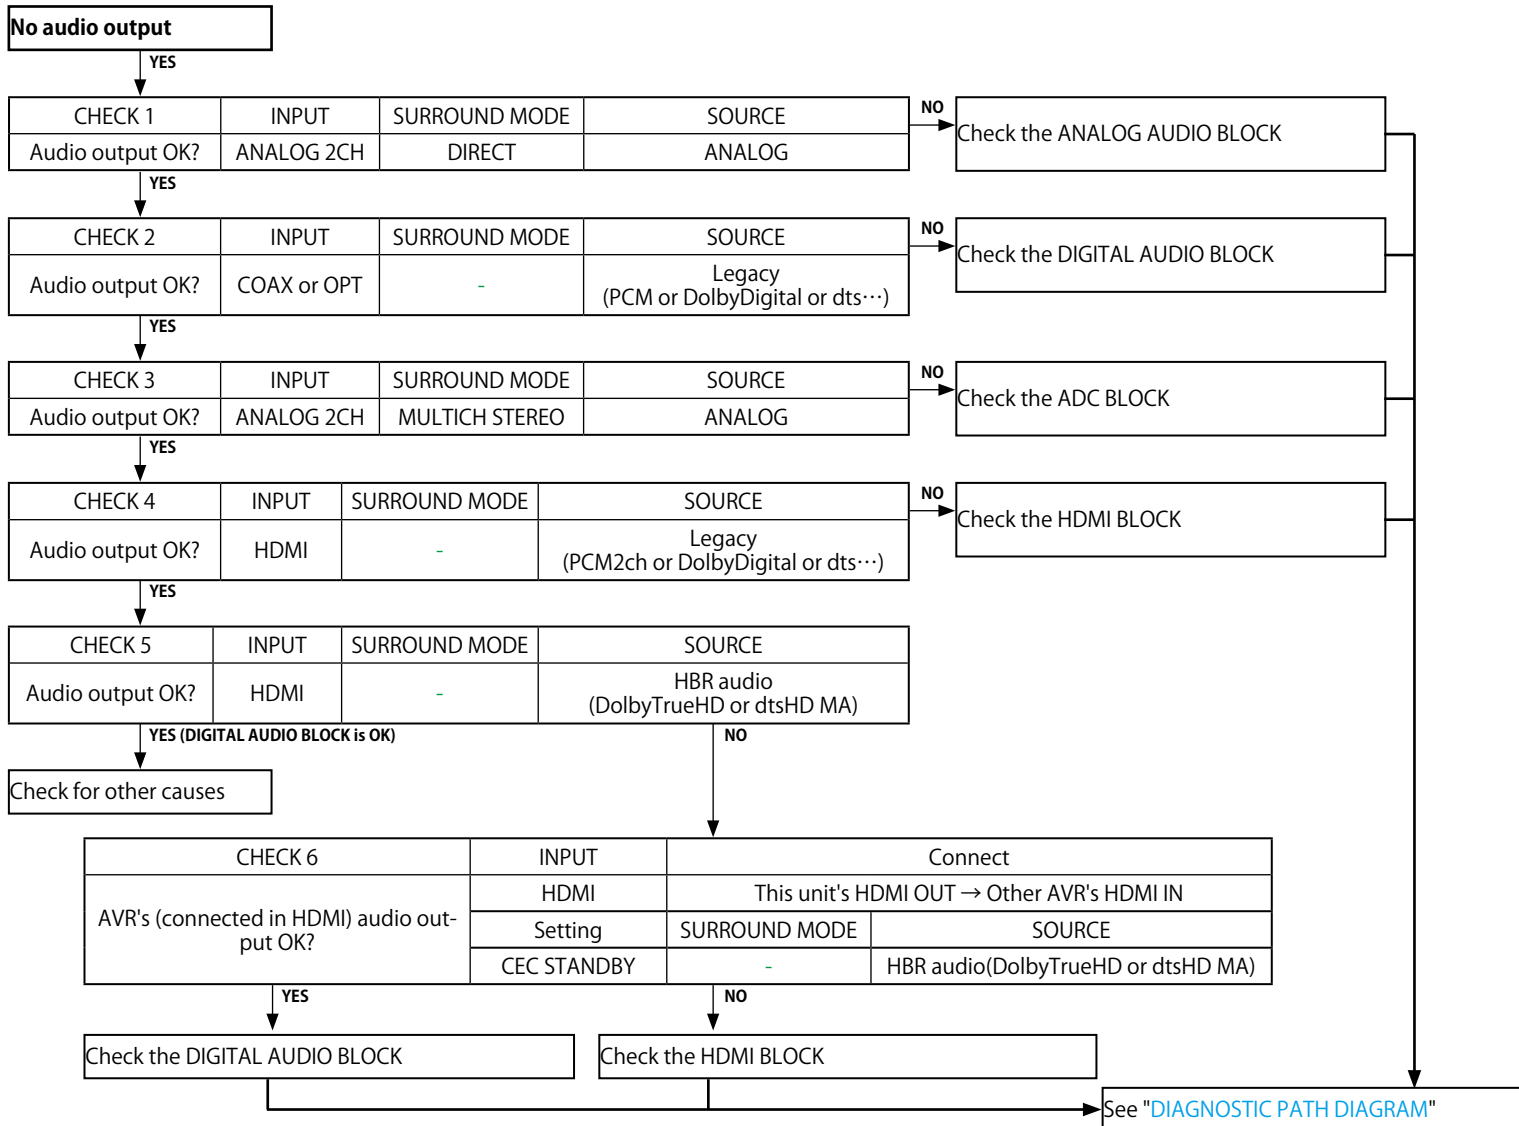 No audio output
YES
CHECK 1 INPUT SURROUND MODE SOURCE
NO
Check the ANALOG AUDIO BLOCK
Audio output OK? ANALOG 2CH DIRECT ANALOG
YES
CHECK 2 INPUT SURROUND MODE SOURCE
NO
Check the DIGITAL AUDIO BLOCK
Audio output OK? COAX or OPT - Legacy
(PCM or DolbyDigital or dts⋯)
YES
CHECK 3 INPUT SURROUND MODE SOURCE
NO
Check the ADC BLOCK
Audio output OK? ANALOG 2CH MULTICH STEREO ANALOG
YES
CHECK 4 INPUT SURROUND MODE SOURCE
NO
Check the HDMI BLOCK
Audio output OK? HDMI - Legacy
(PCM2ch or DolbyDigital or dts⋯)
YES
CHECK 5 INPUT SURROUND MODE SOURCE
Audio output OK? HDMI - HBR audio
(DolbyTrueHD or dtsHD MA)
YES (DIGITAL AUDIO BLOCK is OK)
NO
Check for other causes
CHECK 6 INPUT Connect
HDMI This unit's HDMI OUT → Other AVR's HDMI IN
AVR's (connected in HDMI) audio out-
put OK?
Setting SURROUND MODE SOURCE
CEC STANDBY - HBR audio(DolbyTrueHD or dtsHD MA)
YES
NO
Check the DIGITAL AUDIO BLOCK
Check the HDMI BLOCK
See "DIAGNOSTIC PATH DIAGRAM"